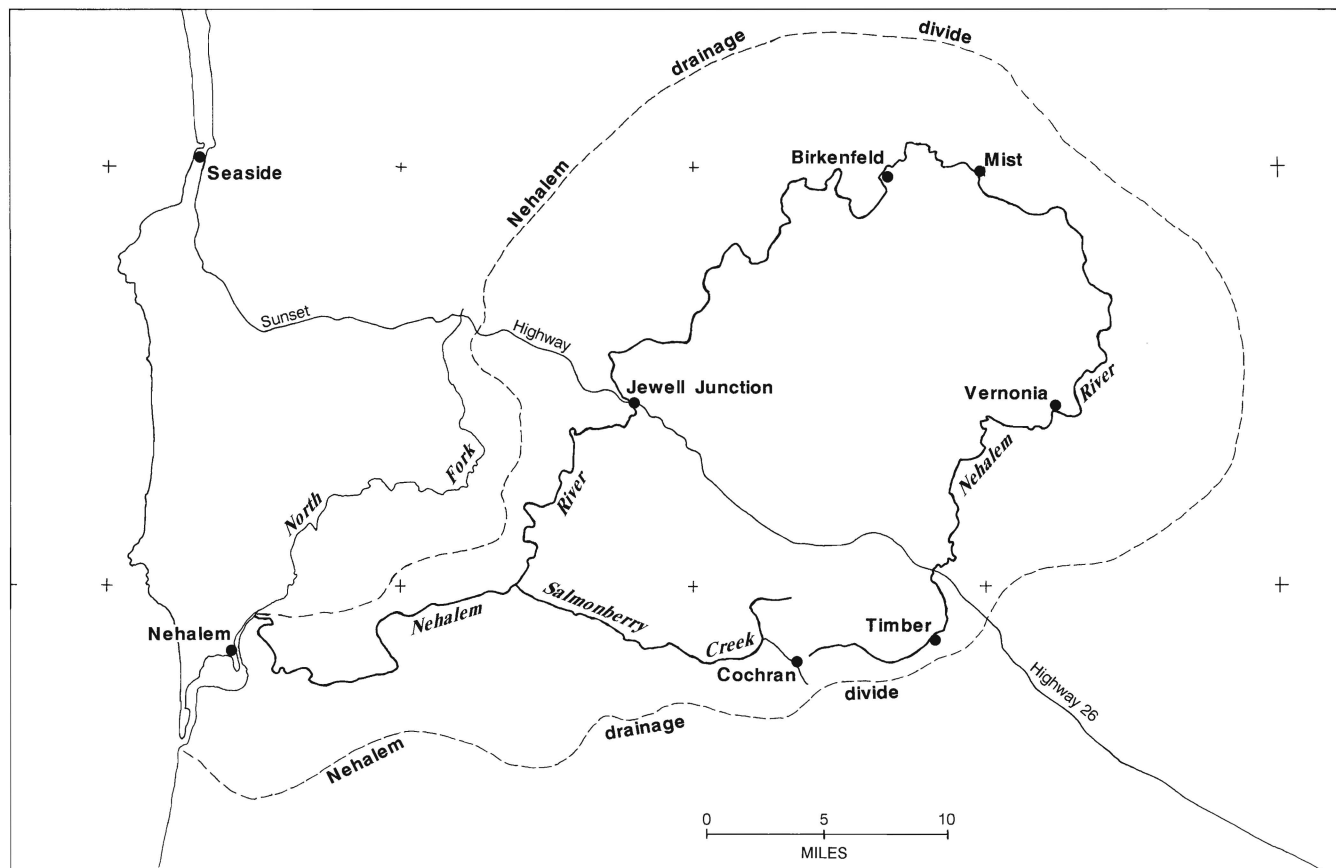 divide
drainage
Nehalem
Birkenfeld
Mist
Seaside
Sunset
Highway
Jewell Junction
Vernonia
River
Nehalem
North
Fork
River
Nehalem
Salmonberry
Creek
Nehalem
Timber
Cochran
divide
drainage
Nehalem
Highway 26
0 5 10
MILES